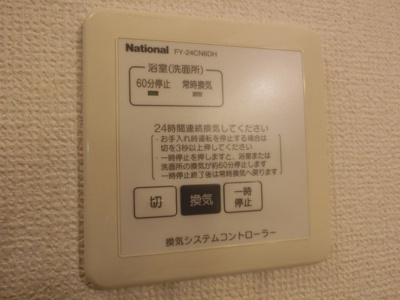 National FY-24CN6DH
浴室(洗面所)
60分停止 常時換気
24時間連続換気してください
・お手入れ時運転を停止する場合は
切を3秒以上押してください
・一時停止を押しますと、浴室または
洗面所の換気が約60分停止します
一時停止終了後は常時換気へ戻ります
切 換気 一時
停止
換気システムコントローラー